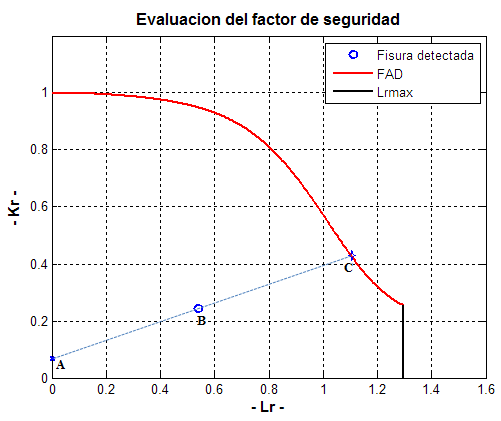 Evaluacion del factor de seguridad
Fisura detectada
FAD
Lrmax
- Kr -
1
0.8
0.6
0.4
0.2
0
A
B
C
0 0.2 0.4 0.6 0.8 1 1.2 1.4 1.6
- Lr -